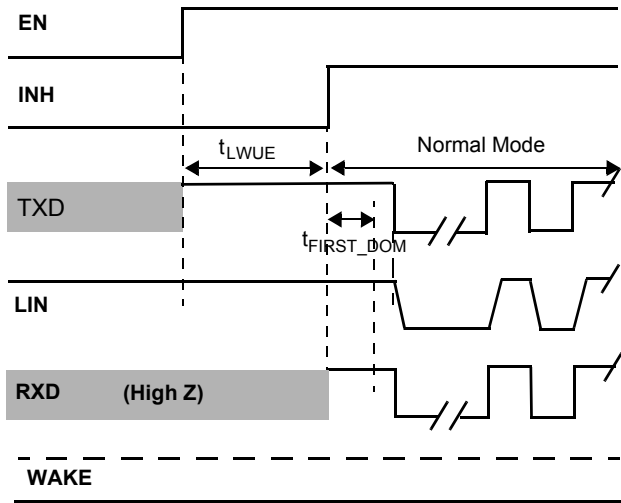 EN
INH
tLWUE
Normal Mode
TXD
tFIRST_DOM
LIN
RXD (High Z)
WAKE